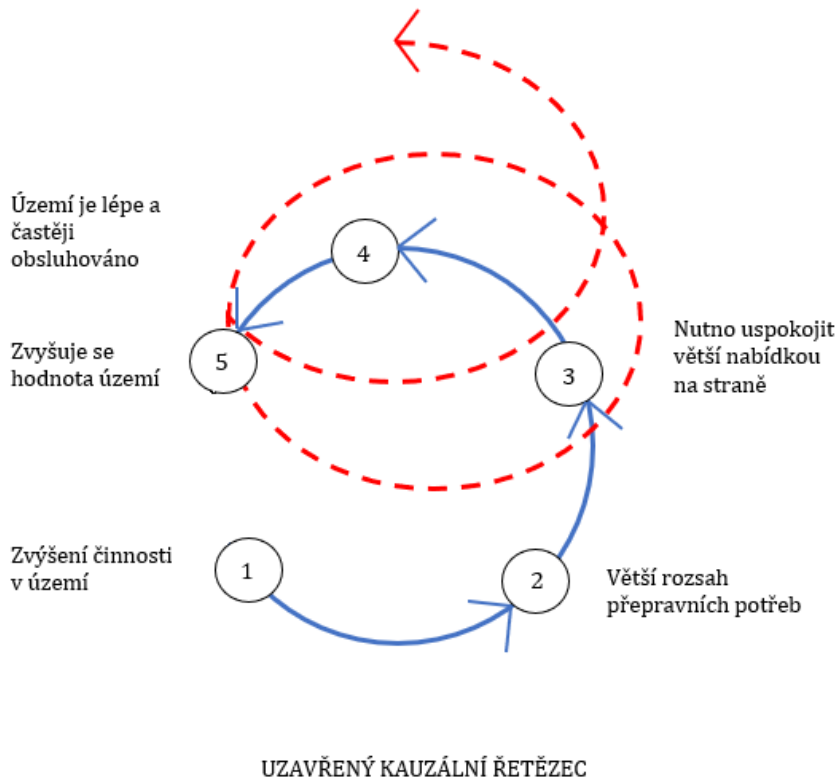 Území je lépe a
častěji
obsluhováno
4
Zvyšuje se
hodnota území
5
3
Nutno uspokojit
větší nabídkou
na straně
Zvýšení činnosti
v území
1
2
Větší rozsah
přepravních potřeb
UZAVŘENÝ KAUZÁLNÍ ŘETĚZEC